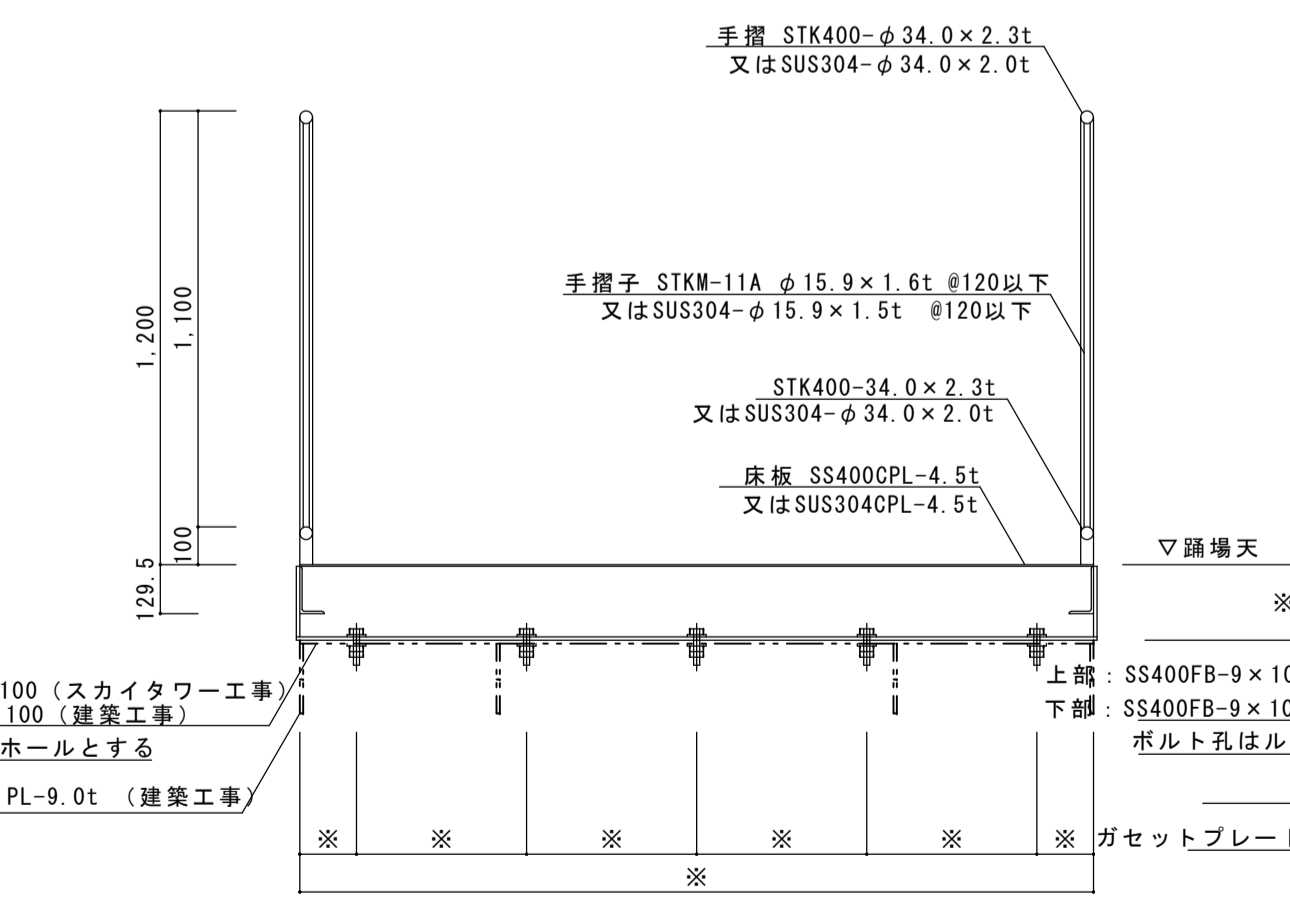 手摺 STK400-φ34.0×2.3t
又はSUS304-φ34.0×2.0t
手摺子 STKM-11A φ15.9×1.6t @120以下
又はSUS304-φ15.9×1.5t @120以下
STK400-34.0×2.3t
又はSUS304-φ34.0×2.0t
床板 SS400CPL-4.5t
又はSUS304CPL-4.5t
1,200
1,100
100
129.5
▽踊場天
※
100(スカイタワー工事)
100(建築工事)
ホールとする
PL-9.0t (建築工事)
上部:SS400FB-9×10
下部:SS400FB-9×10
ボルト孔はル
※ ※ ※ ※ ※ ※
ガセットプレート
※